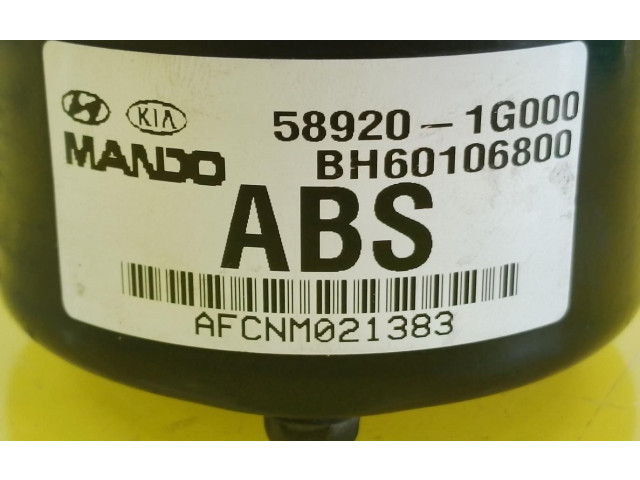 KIA 58920-1G000
MANDO BH60106800
ABS
AFCNM021383